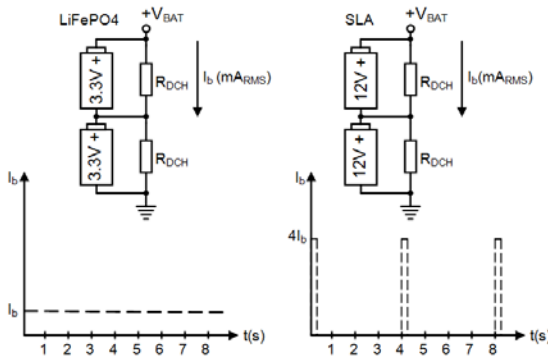 LiFePO4
+VBAT
3.3V +
3.3V +
RDCH
RDCH
Ib (mARMS)
Ib
Ib
1 2 3 4 5 6 7 8
t(s)
SLA
+VBAT
12V +
12V +
RDCH
RDCH
Ib (mARMS)
Ib
4Ib
1 2 3 4 5 6 7 8
t(s)